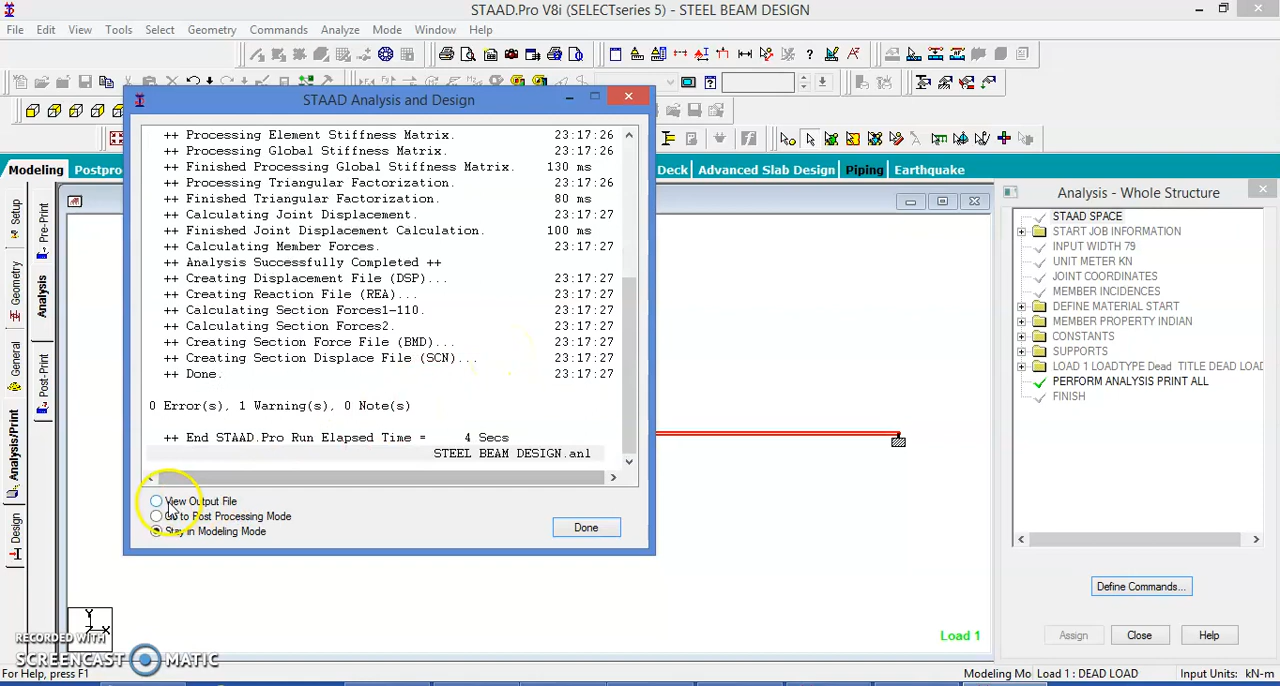 STAAD.Pro V8i (SELECTseries 5) - STEEL BEAM DESIGN
File Edit View Tools Select Geometry Commands Analyze Mode Window Help
STAAD Analysis and Design
++ Processing Element Stiffness Matrix. 23:17:26
++ Processing Global Stiffness Matrix. 23:17:26
++ Finished Processing Global Stiffness Matrix. 130 ms
++ Processing Triangular Factorization. 23:17:26
++ Finished Triangular Factorization. 80 ms
++ Calculating Joint Displacement. 23:17:27
++ Finished Joint Displacement Calculation. 100 ms
++ Calculating Member Forces. 23:17:27
++ Analysis Successfully Completed ++
++ Creating Displacement File (DSP)... 23:17:27
++ Creating Reaction File (REA)... 23:17:27
++ Calculating Section Forces1-110. 23:17:27
++ Calculating Section Forces2. 23:17:27
++ Creating Section Force File (BMD)... 23:17:27
++ Creating Section Displace File (SCN)... 23:17:27
++ Done. 23:17:27
0 Error(s), 1 Warning(s), 0 Note(s)
++ End STAAD.Pro Run Elapsed Time = 4 Secs
STEEL BEAM DESIGN.anl
View Output File
Go to Post Processing Mode
Stay in Modeling Mode
Done
Modeling Postproc Deck Advanced Slab Design Piping Earthquake
Setup
Geometry
General
Analysis/Print
Design
Pre-Print
Analysis
Post-Print
Analysis - Whole Structure
STAAD SPACE
START JOB INFORMATION
INPUT WIDTH 79
UNIT METER KN
JOINT COORDINATES
MEMBER INCIDENCES
DEFINE MATERIAL START
MEMBER PROPERTY INDIAN
CONSTANTS
SUPPORTS
LOAD 1 LOADTYPE Dead TITLE DEAD LOAD
PERFORM ANALYSIS PRINT ALL
FINISH
Define Commands...
Assign Close Help
Y
Z X
Load 1
RECORDED WITH
SCREENCAST MATIC
For Help, press F1 Modeling Mo Load 1 : DEAD LOAD Input Units: kN-m